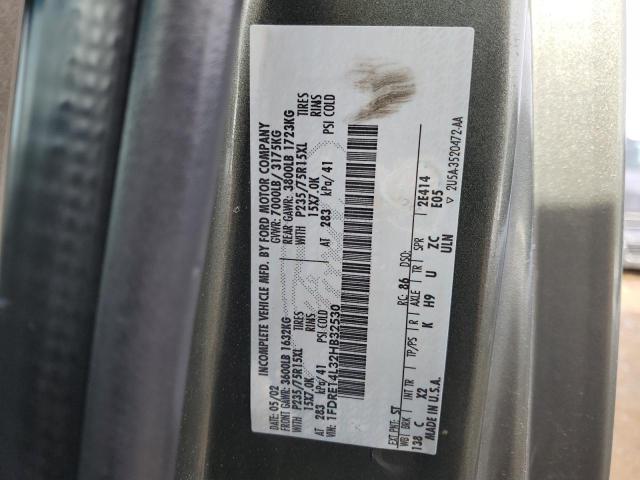 INCOMPLETE VEHICLE MFD. BY FORD MOTOR COMPANY
DATE: 05/02 GVWR: 7000LB/ 3175KG
FRONT GAWR: 3600LB 1632KG REAR GAWR: 3800LB 1723KG
WITH P235/75R15XL TIRES WITH P235/75R15XL TIRES
15X7.0K RIMS 15X7.0K RIMS
AT 283 kPa/ 41 PSI COLD AT 283 kPa/ 41 PSI COLD
VIN: 1FDRE14L32HB32530
EXT PNT: ST RC: 86 DSO:
WB BRK INT TR TP/PS R AXLE TR SPR 2E414
138 C X2 K H9 U ZC E05
MADE IN U.S.A. ULN
▽ 2U5A-3520472-AA